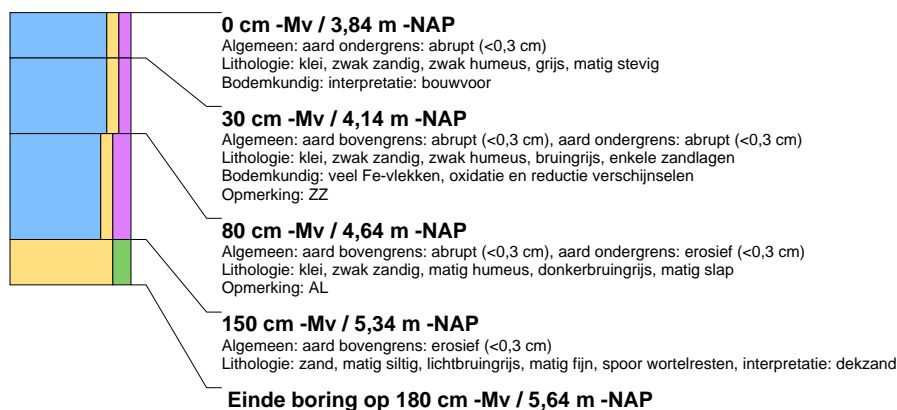 0 cm -Mv / 3,84 m -NAP
Algemeen: aard ondergrens: abrupt (<0,3 cm)
Lithologie: klei, zwak zandig, zwak humeus, grijs, matig stevig
Bodemkundig: interpretatie: bouwvoor
30 cm -Mv / 4,14 m -NAP
Algemeen: aard bovengrens: abrupt (<0,3 cm), aard ondergrens: abrupt (<0,3 cm)
Lithologie: klei, zwak zandig, zwak humeus, bruingrijs, enkele zandlagen
Bodemkundig: veel Fe-vlekken, oxidatie en reductie verschijnselen
Opmerking: ZZ
80 cm -Mv / 4,64 m -NAP
Algemeen: aard bovengrens: abrupt (<0,3 cm), aard ondergrens: erosief (<0,3 cm)
Lithologie: klei, zwak zandig, matig humeus, donkerbruingrijs, matig slap
Opmerking: AL
150 cm -Mv / 5,34 m -NAP
Algemeen: aard bovengrens: erosief (<0,3 cm)
Lithologie: zand, matig siltig, lichtbruingrijs, matig fijn, spoor wortelresten, interpretatie: dekzand
Einde boring op 180 cm -Mv / 5,64 m -NAP